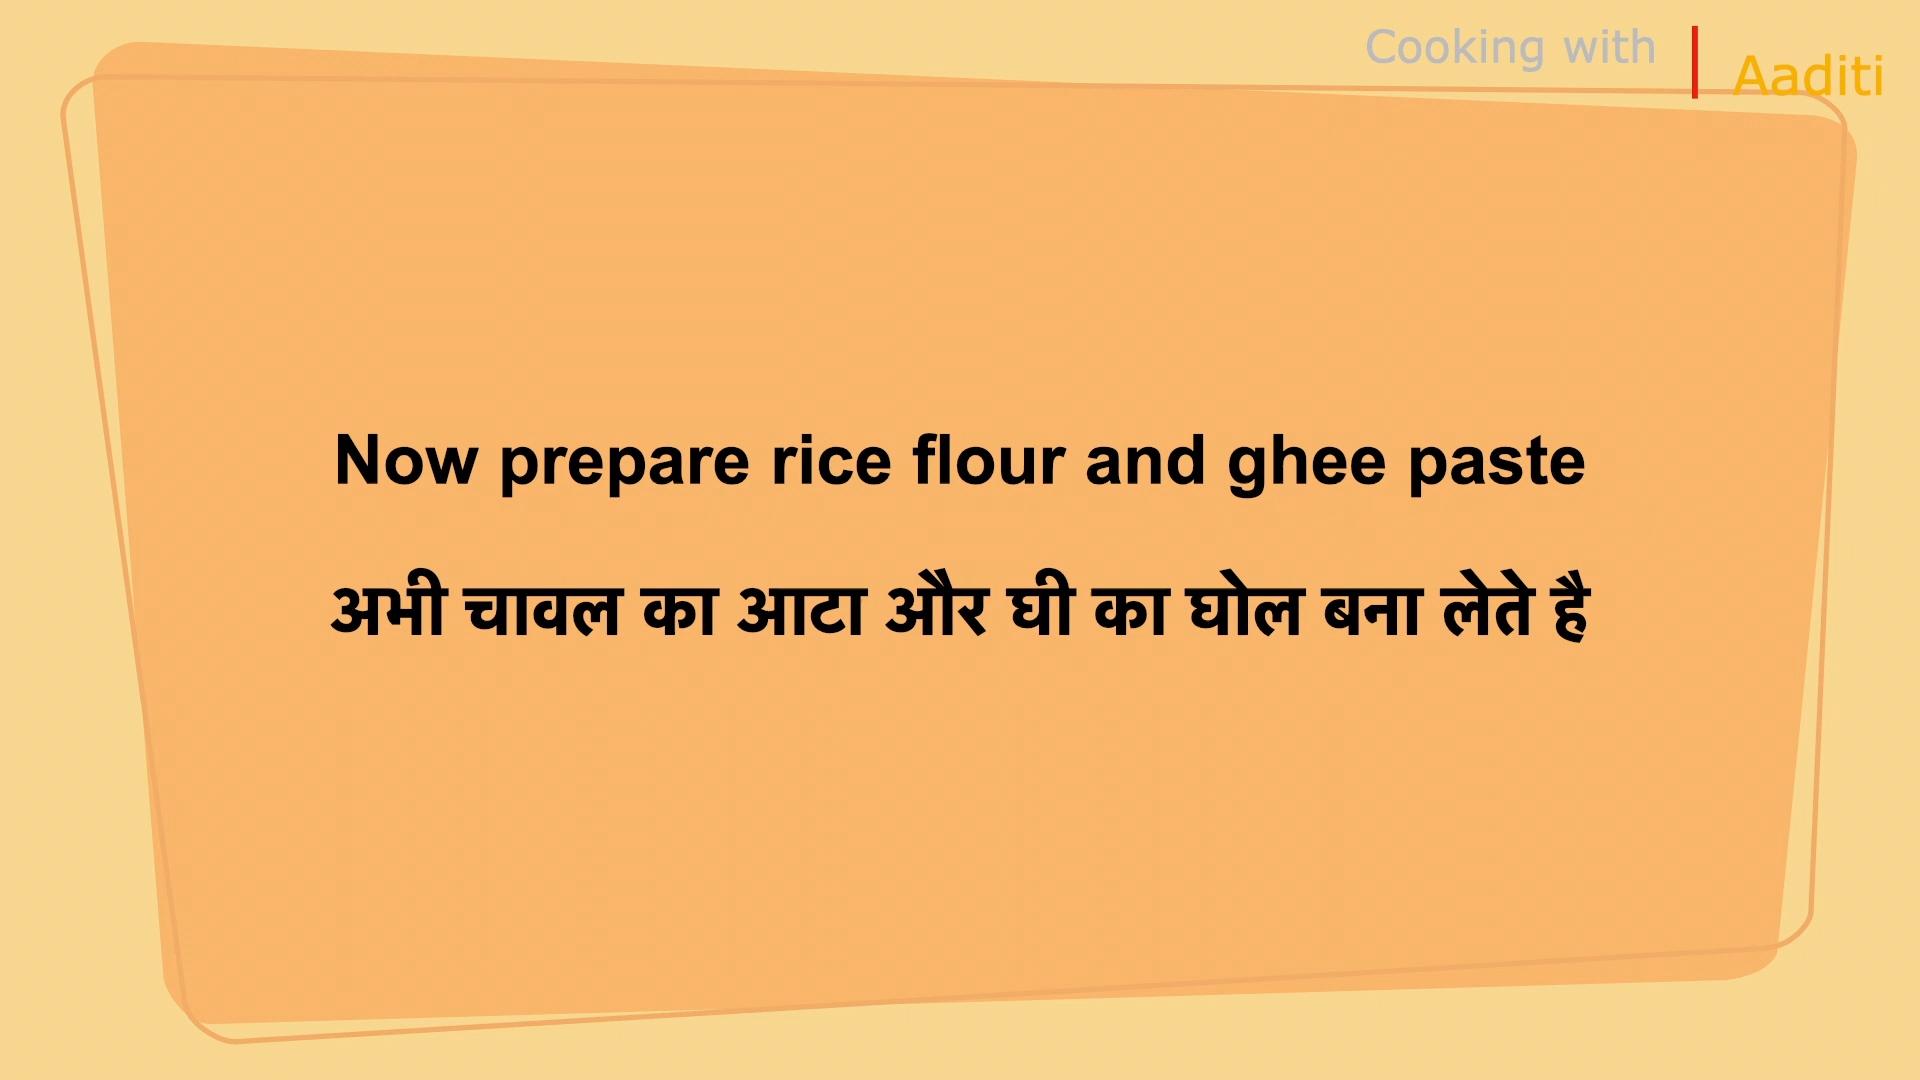 Cooking with
Aaditi
Now prepare rice flour and ghee paste
अभी चावल का आटा और घी का घोल बना लेते है